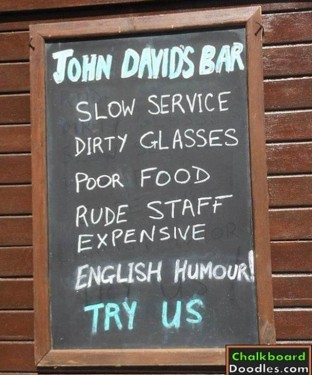 JOHN DAVID'S BAR
SLOW SERVICE
DIRTY GLASSES
POOR FOOD
RUDE STAFF
EXPENSIVE
ENGLISH HUMOUR!
TRY US
Chalkboard
Doodles.com